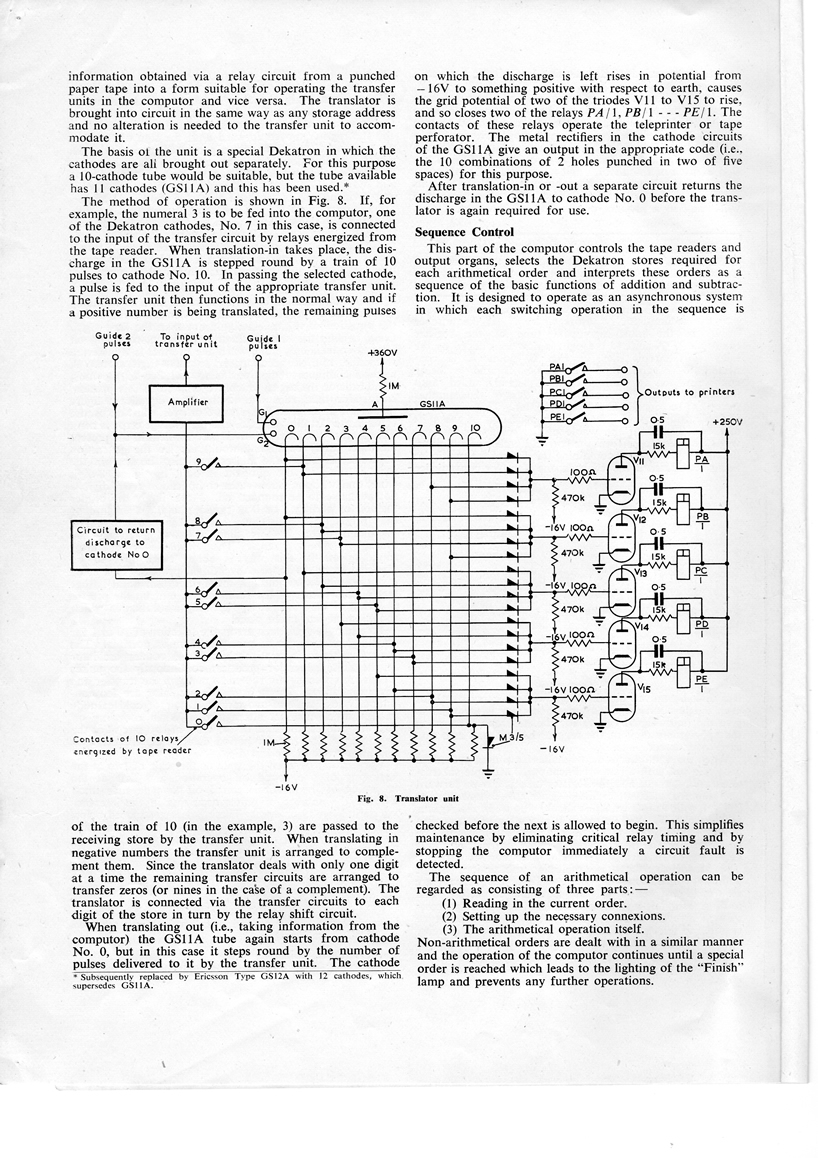 information obtained via a relay circuit from a punched
paper tape into a form suitable for operating the transfer
units in the computor and vice versa. The translator is
brought into circuit in the same way as any storage address
and no alteration is needed to the transfer unit to accom-
modate it.
The basis of the unit is a special Dekatron in which the
cathodes are all brought out separately. For this purpose
a 10-cathode tube would be suitable, but the tube available
has 11 cathodes (GS11A) and this has been used.*
The method of operation is shown in Fig. 8. If, for
example, the numeral 3 is to be fed into the computor, one
of the Dekatron cathodes, No. 7 in this case, is connected
to the input of the transfer circuit by relays energized from
the tape reader. When translation-in takes place, the dis-
charge in the GS11A is stepped round by a train of 10
pulses to cathode No. 10. In passing the selected cathode,
a pulse is fed to the input of the appropriate transfer unit.
The transfer unit then functions in the normal way and if
a positive number is being translated, the remaining pulses
on which the discharge is left rises in potential from
−16V to something positive with respect to earth, causes
the grid potential of two of the triodes V11 to V15 to rise,
and so closes two of the relays PA/1, PB/1 - - - PE/1. The
contacts of these relays operate the teleprinter or tape
perforator. The metal rectifiers in the cathode circuits
of the GS11A give an output in the appropriate code (i.e.,
the 10 combinations of 2 holes punched in two of five
spaces) for this purpose.
After translation-in or -out a separate circuit returns the
discharge in the GS11A to cathode No. 0 before the trans-
lator is again required for use.
Sequence Control
This part of the computor controls the tape readers and
output organs, selects the Dekatron stores required for
each arithmetical order and interprets these orders as a
sequence of the basic functions of addition and subtrac-
tion. It is designed to operate as an asynchronous system
in which each switching operation in the sequence is
Guide 2
pulses
To input of
transfer unit
Guide 1
pulses
+360V
1M
Amplifier
A
GS11A
G1
G2
0 1 2 3 4 5 6 7 8 9 10
PA1
PB1
PC1
PD1
PE1
Outputs to printers
+250V
0·5
15k
PA
1
V11
100Ω
470k
−16V
0·5
15k
PB
1
V12
100Ω
470k
−16V
0·5
15k
PC
1
V13
100Ω
470k
−16V
0·5
15k
PD
1
V14
100Ω
470k
−16V
0·5
15k
PE
1
V15
100Ω
470k
−16V
9
8
7
6
5
4
3
2
1
0
Circuit to return
discharge to
cathode No 0
Contacts of 10 relays
energized by tape reader
1M
−16V
M3/5
Fig. 8. Translator unit
of the train of 10 (in the example, 3) are passed to the
receiving store by the transfer unit. When translating in
negative numbers the transfer unit is arranged to comple-
ment them. Since the translator deals with only one digit
at a time the remaining transfer circuits are arranged to
transfer zeros (or nines in the case of a complement). The
translator is connected via the transfer circuits to each
digit of the store in turn by the relay shift circuit.
When translating out (i.e., taking information from the
computor) the GS11A tube again starts from cathode
No. 0, but in this case it steps round by the number of
pulses delivered to it by the transfer unit. The cathode
* Subsequently replaced by Ericsson Type GS12A with 12 cathodes, which
supersedes GS11A.
checked before the next is allowed to begin. This simplifies
maintenance by eliminating critical relay timing and by
stopping the computor immediately a circuit fault is
detected.
The sequence of an arithmetical operation can be
regarded as consisting of three parts:—
(1) Reading in the current order.
(2) Setting up the necessary connexions.
(3) The arithmetical operation itself.
Non-arithmetical orders are dealt with in a similar manner
and the operation of the computor continues until a special
order is reached which leads to the lighting of the "Finish"
lamp and prevents any further operations.